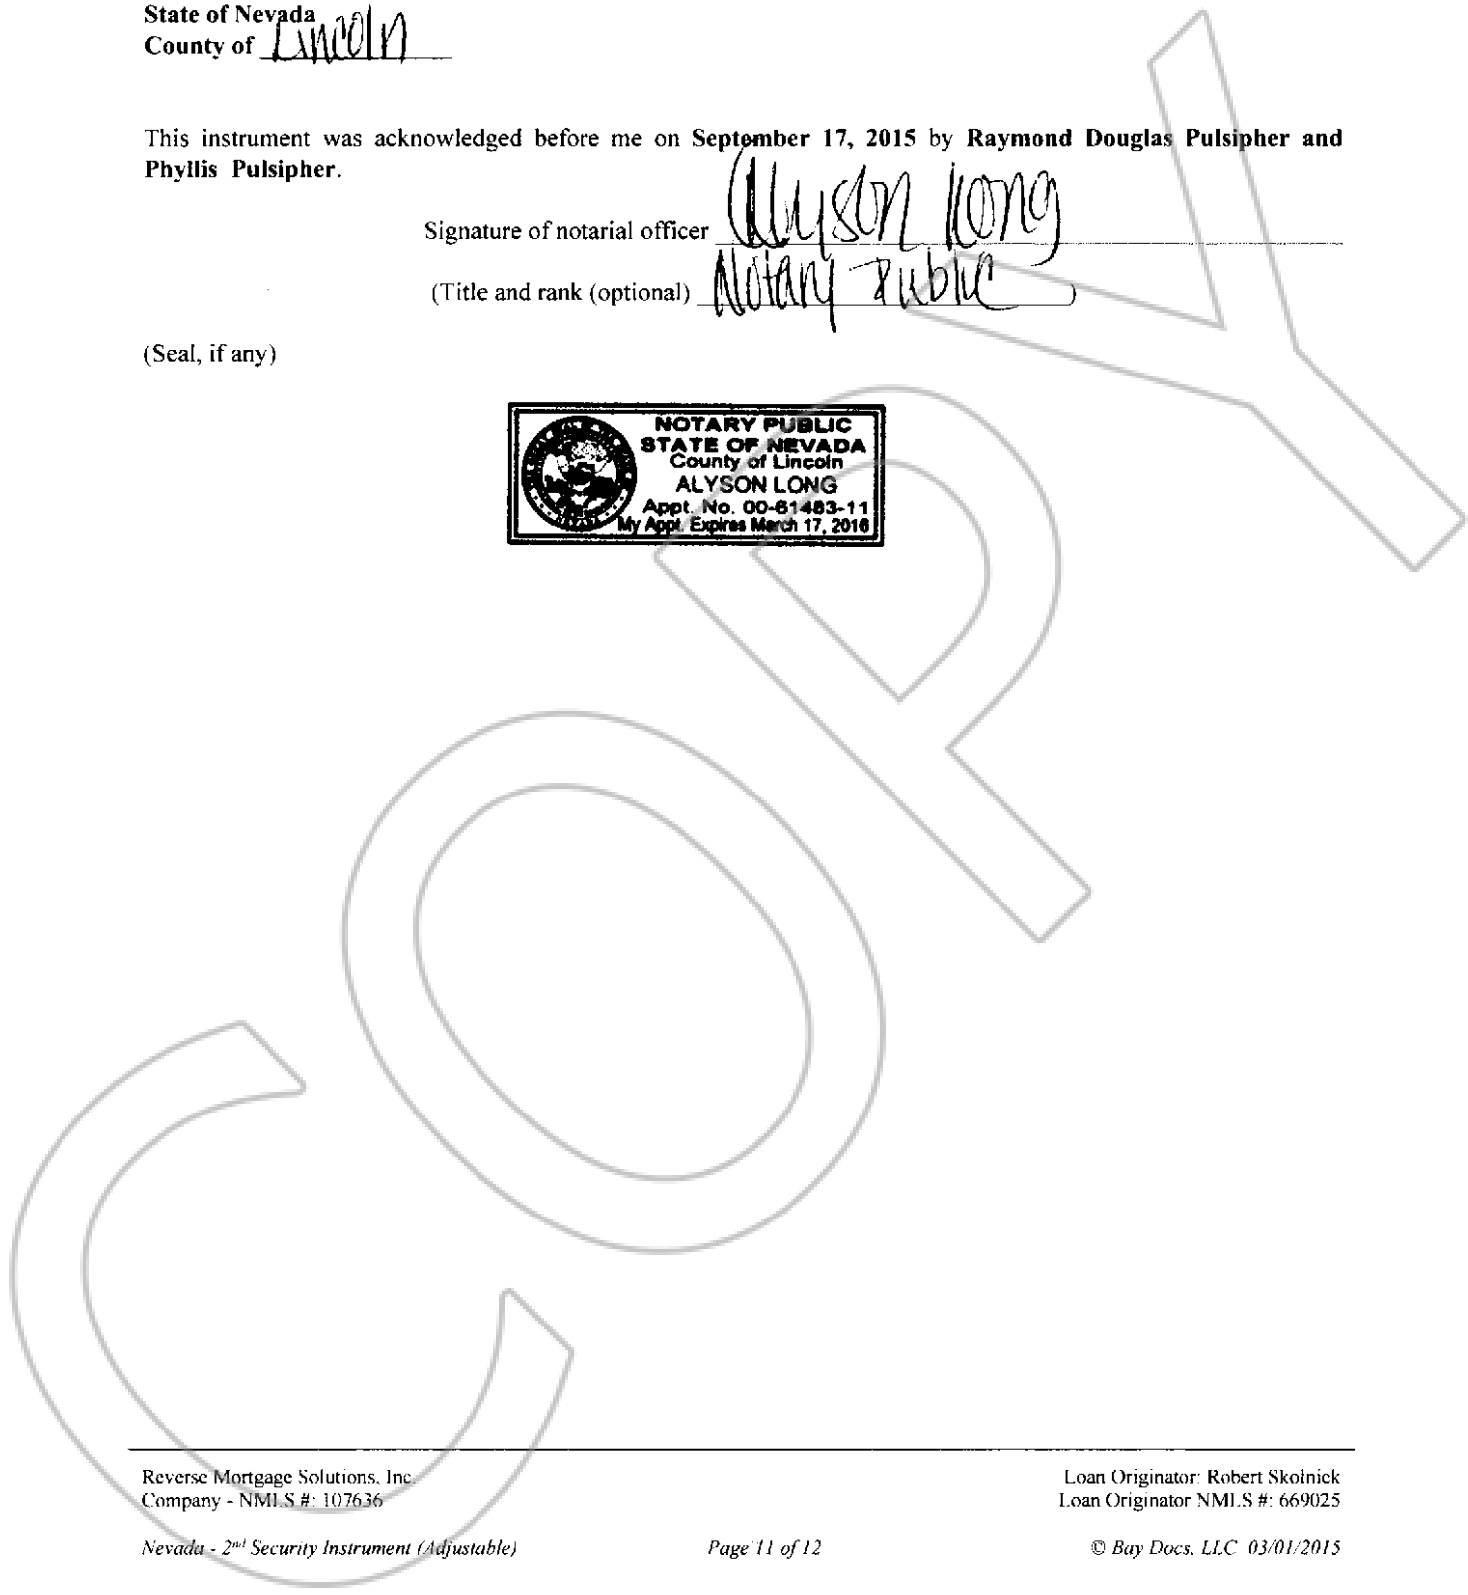 State of Nevada
County of Lincoln
This instrument was acknowledged before me on September 17, 2015 by Raymond Douglas Pulsipher and
Phyllis Pulsipher.
Signature of notarial officer Alyson Long
(Title and rank (optional) Notary Public )
(Seal, if any)
NOTARY PUBLIC
STATE OF NEVADA
County of Lincoln
ALYSON LONG
Appt. No. 00-61483-11
My Appt. Expires March 17, 2016
COPY
Reverse Mortgage Solutions, Inc.
Company - NMLS #: 107636
Loan Originator: Robert Skolnick
Loan Originator NMLS #: 669025
Nevada - 2nd Security Instrument (Adjustable)
Page 11 of 12
© Bay Docs, LLC 03/01/2015